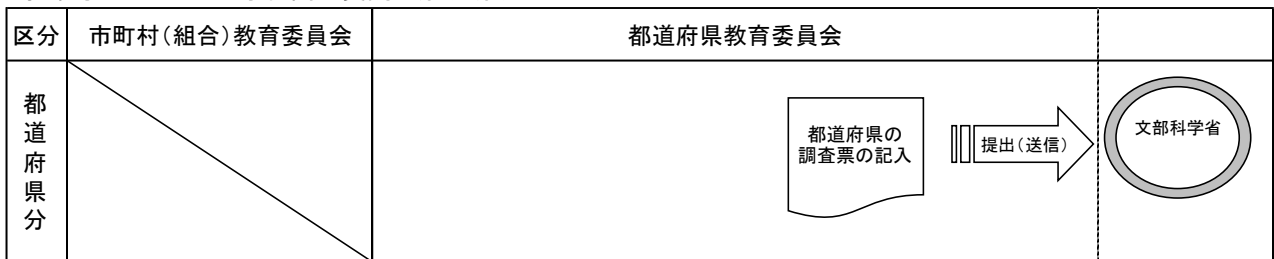 区分
市町村（組合）教育委員会
都道府県教育委員会
都道府県分
都道府県の
調査票の記入
提出（送信）
文部科学省